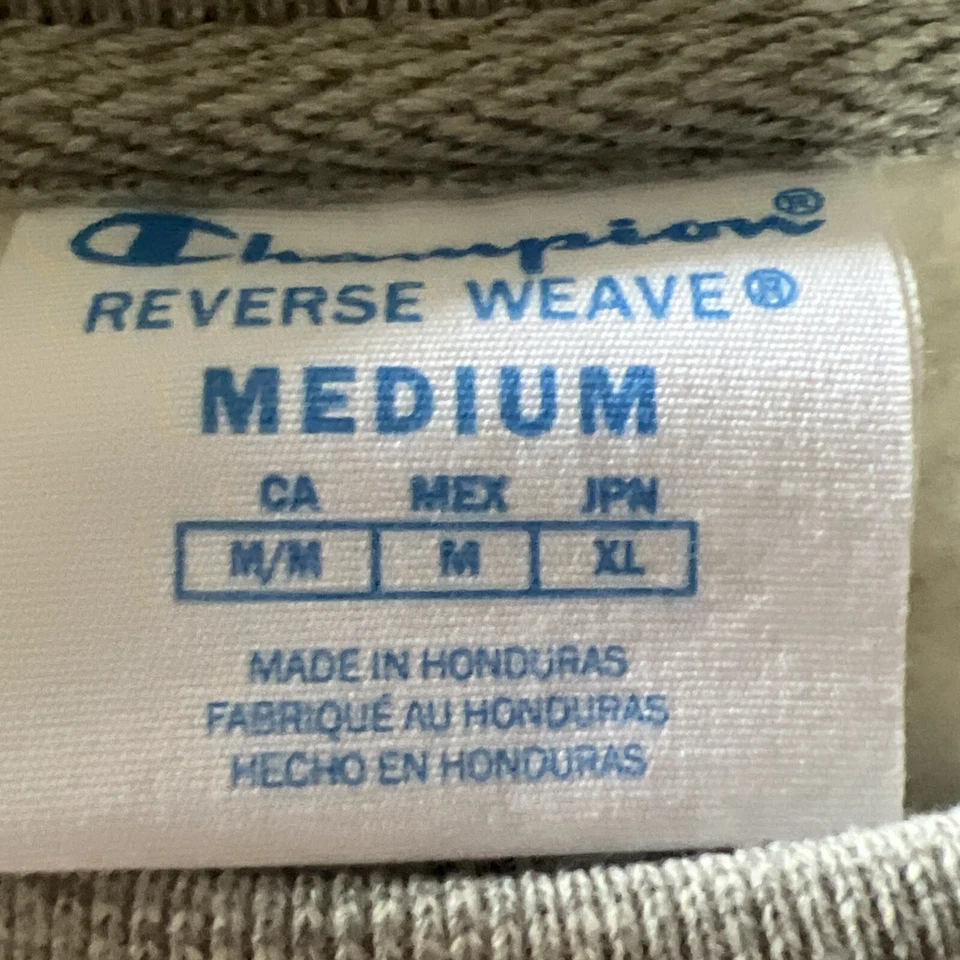 Champion®
REVERSE WEAVE®
MEDIUM
CA MEX JPN
M/M M XL
MADE IN HONDURAS
FABRIQUÉ AU HONDURAS
HECHO EN HONDURAS